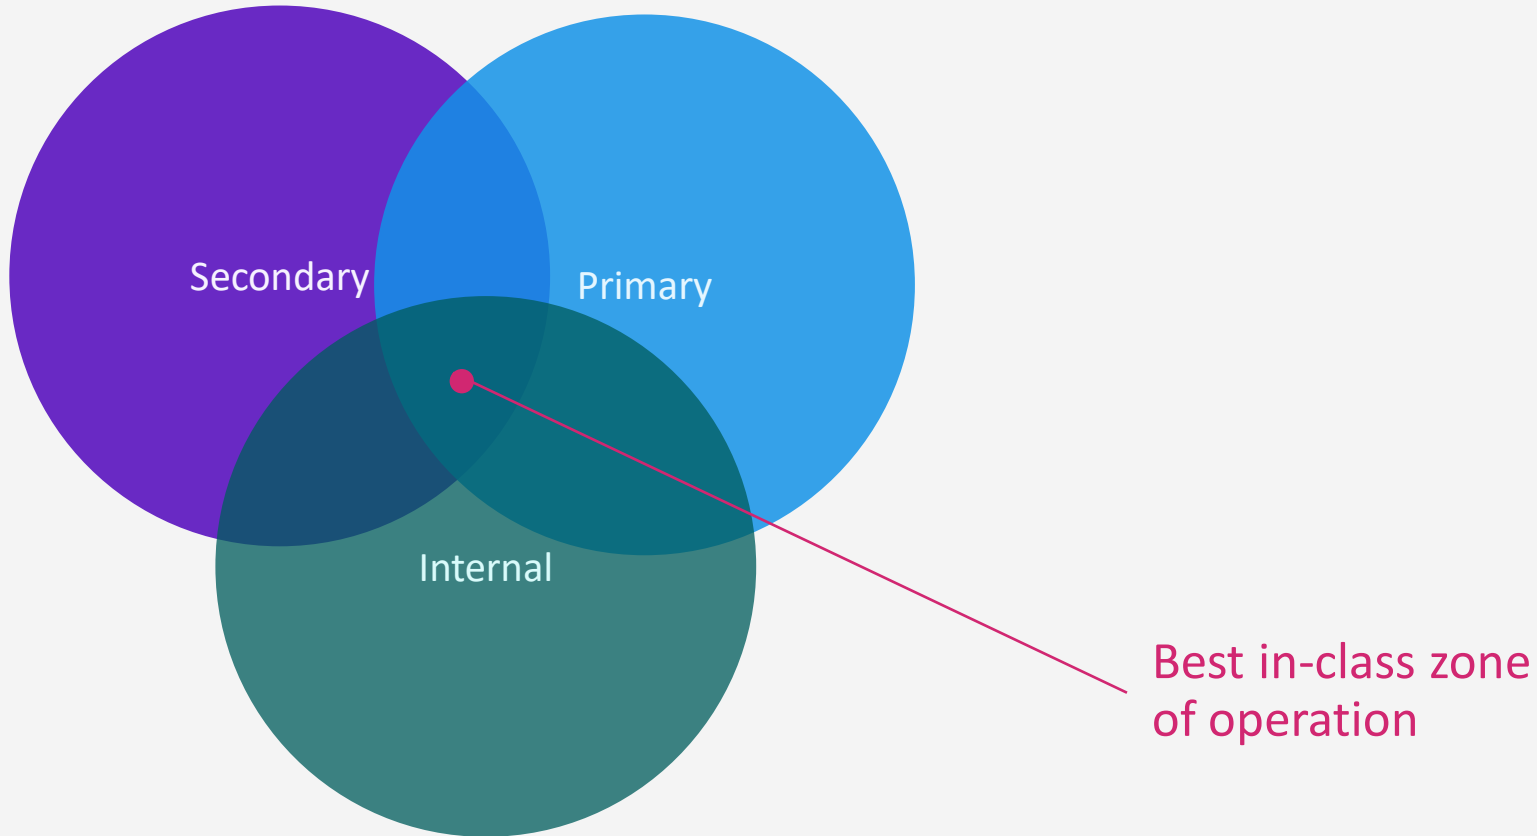 Secondary
Primary
Internal
Best in-class zone
of operation